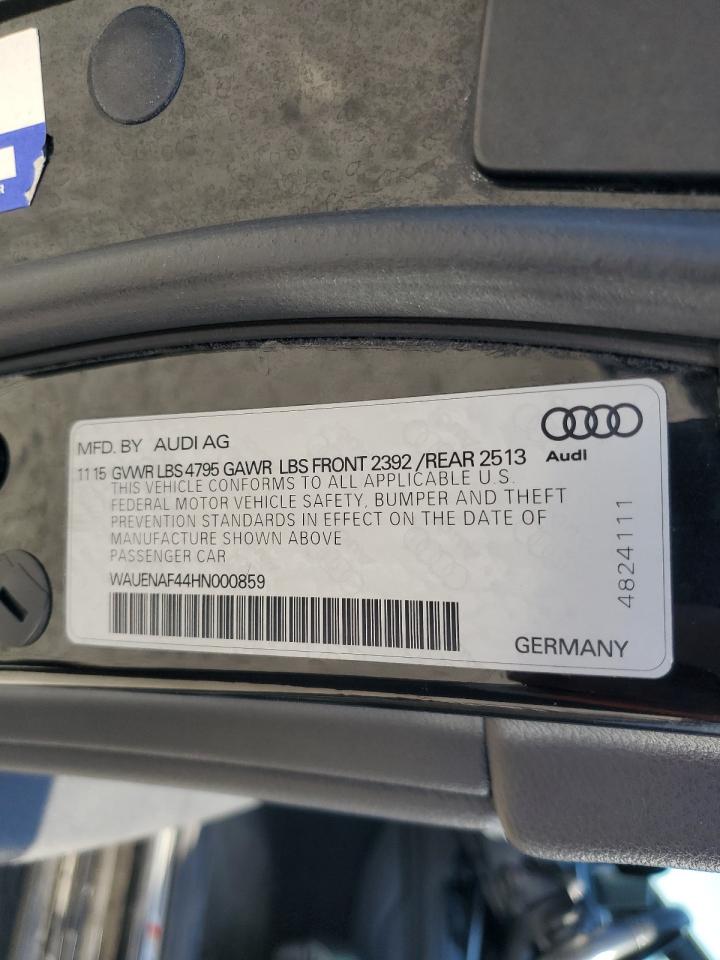 MFD. BY AUDI AG
Audi
11 15 GVWR LBS 4795 GAWR LBS FRONT 2392 /REAR 2513
THIS VEHICLE CONFORMS TO ALL APPLICABLE U.S.
FEDERAL MOTOR VEHICLE SAFETY, BUMPER AND THEFT
PREVENTION STANDARDS IN EFFECT ON THE DATE OF
MANUFACTURE SHOWN ABOVE
PASSENGER CAR
WAUENAF44HN000859
GERMANY
4824111